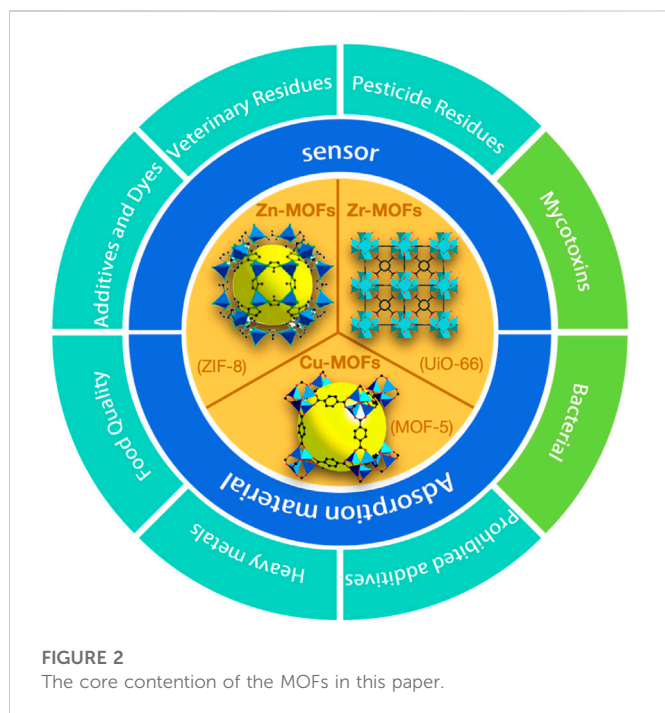 Veterinary Residues
Pesticide Residues
Additives and Dyes
Mycotoxins
sensor
Zn-MOFs
Zr-MOFs
(ZIF-8)
(UiO-66)
Cu-MOFs
(MOF-5)
Food Quality
Bacterial
Adsorption material
Heavy metals
Prohibited additives
FIGURE 2
The core contention of the MOFs in this paper.